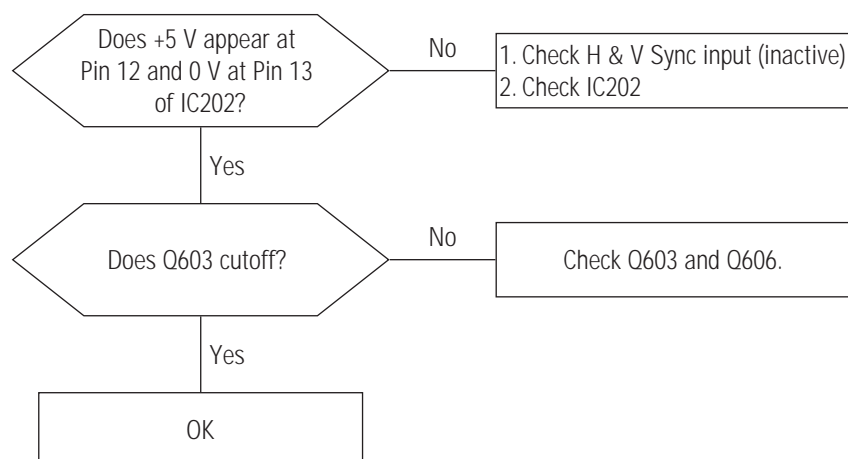 Does +5 V appear at
Pin 12 and 0 V at Pin 13
of IC202?
No
1. Check H & V Sync input (inactive)
2. Check IC202
Yes
Does Q603 cutoff?
No
Check Q603 and Q606.
Yes
OK